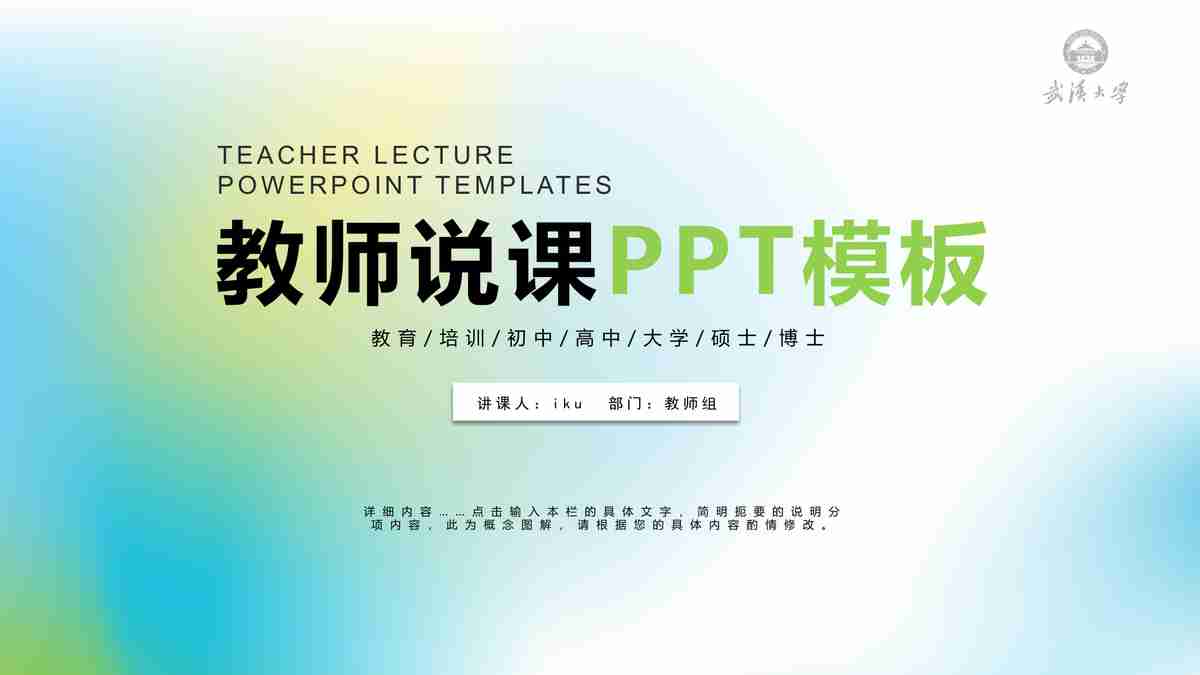 武汉大学
TEACHER LECTURE
POWERPOINT TEMPLATES
教师说课PPT模板
教育/培训/初中/高中/大学/硕士/博士
讲课人：iku 部门：教师组
详细内容……点击输入本栏的具体文字，简明扼要的说明分
项内容，此为概念图解，请根据您的具体内容酌情修改。